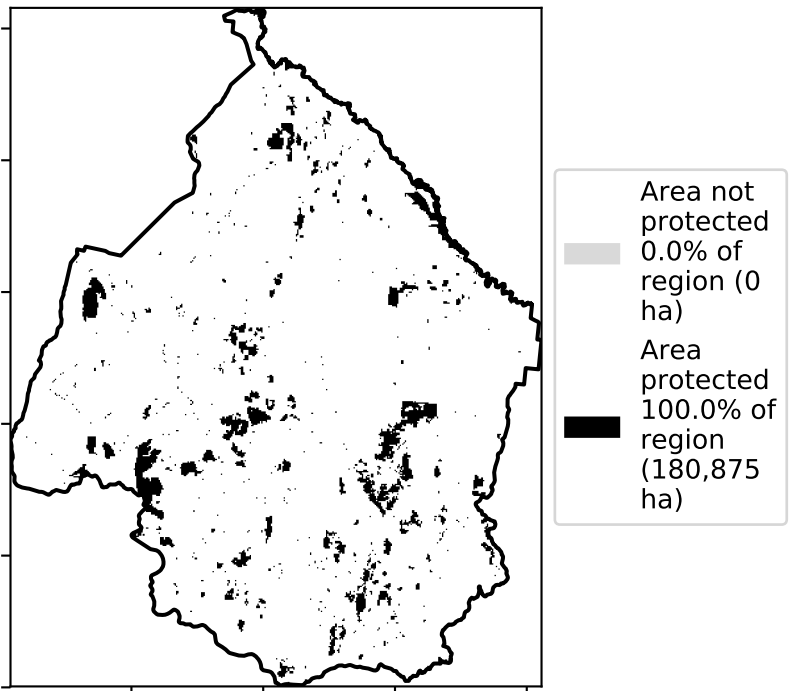 Area not
protected
0.0% of
region (0
ha)
Area
protected
100.0% of
region
(180,875
ha)